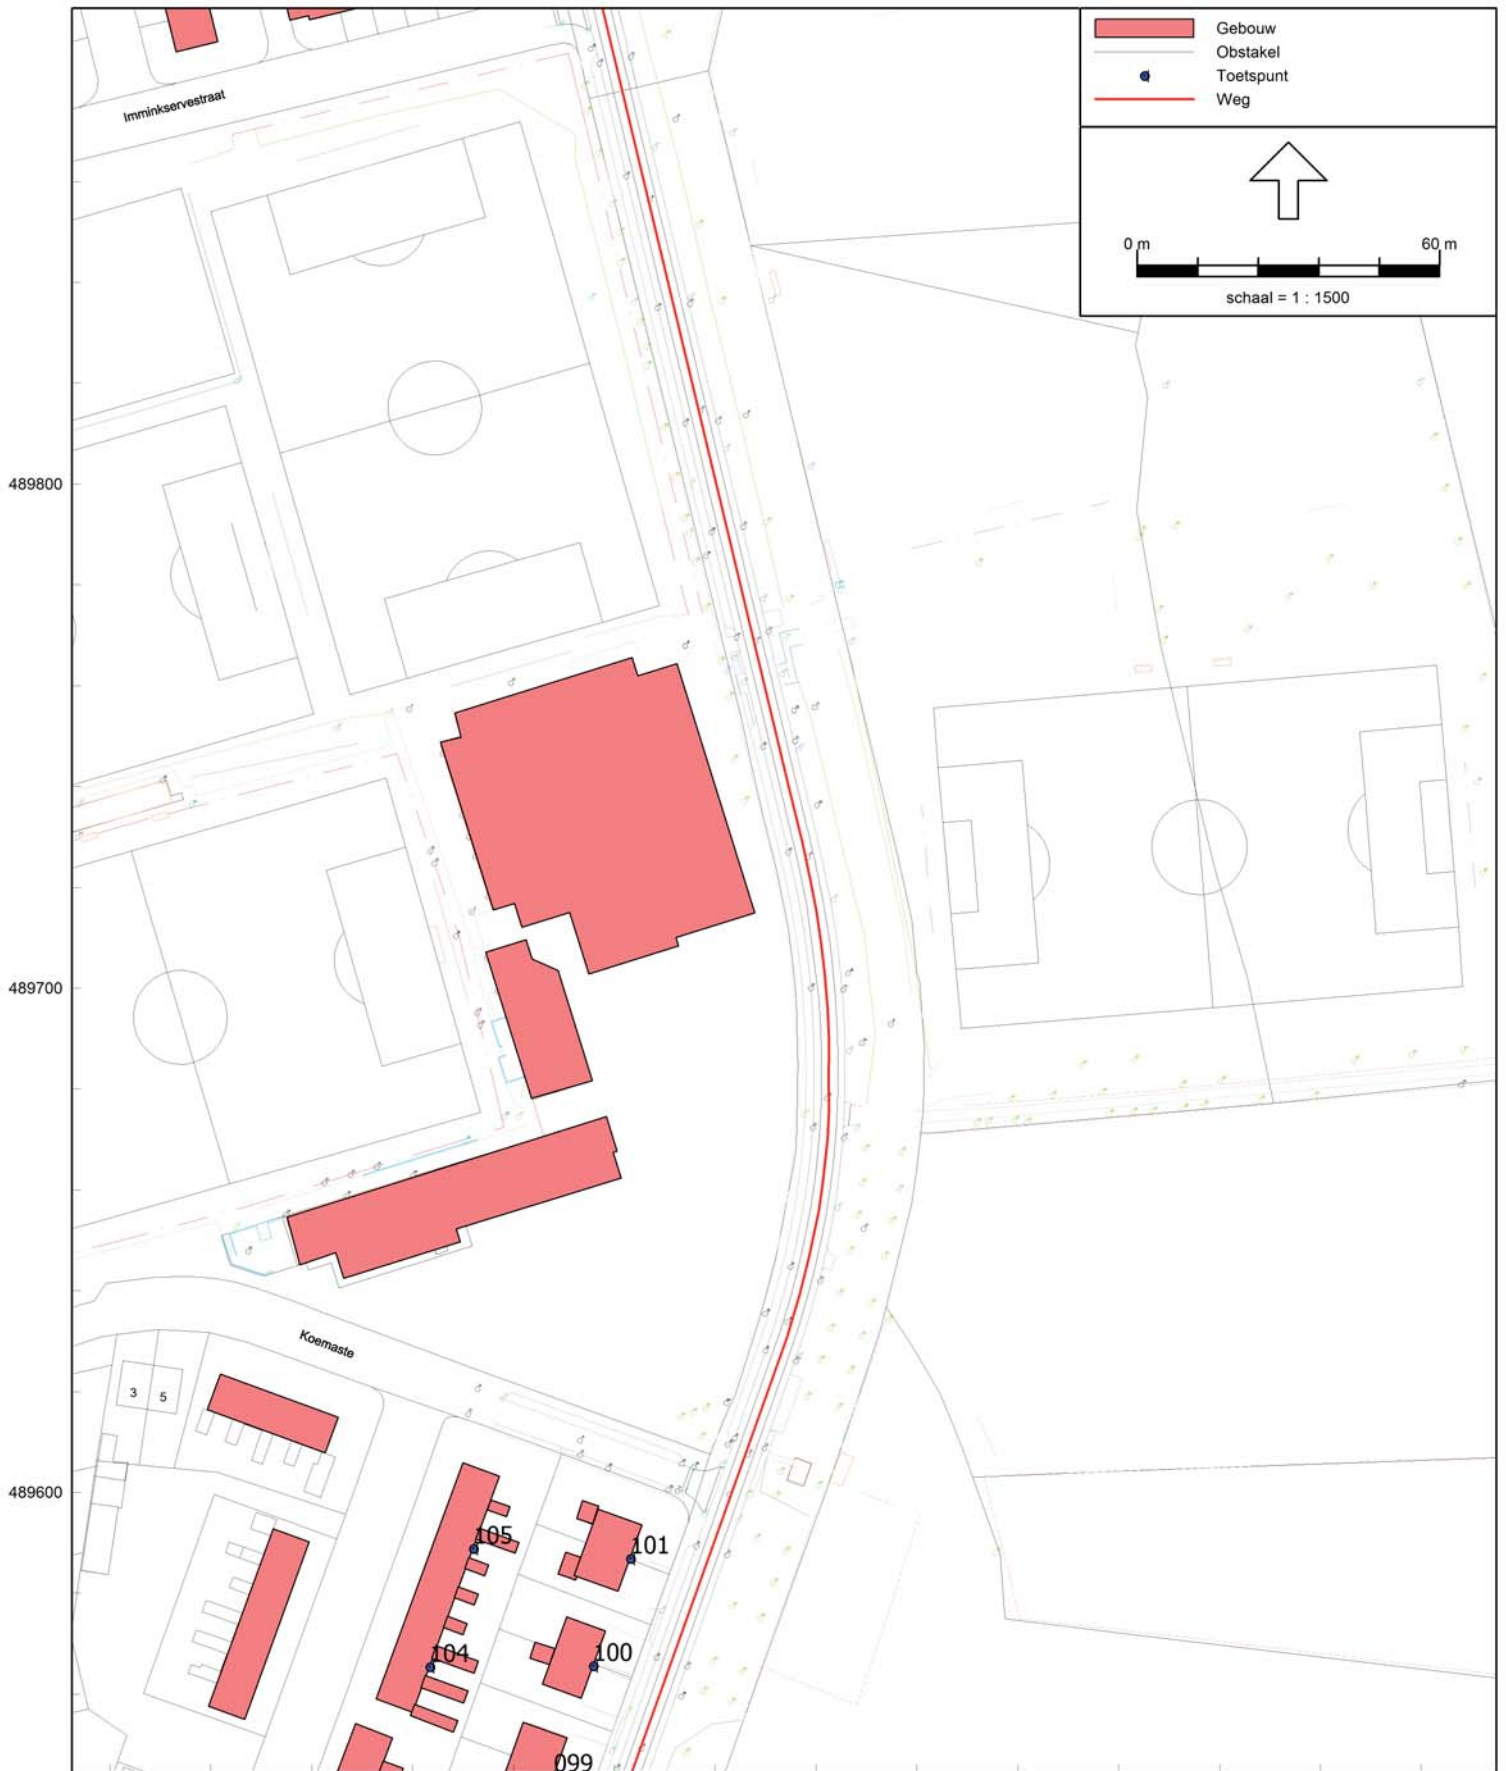 Gebouw
Obstakel
Toetspunt
Weg
0 m 60 m
schaal = 1 : 1500
Imminkservestraat
489800
489700
Koemaste
3 5
489600
105
101
104
100
099